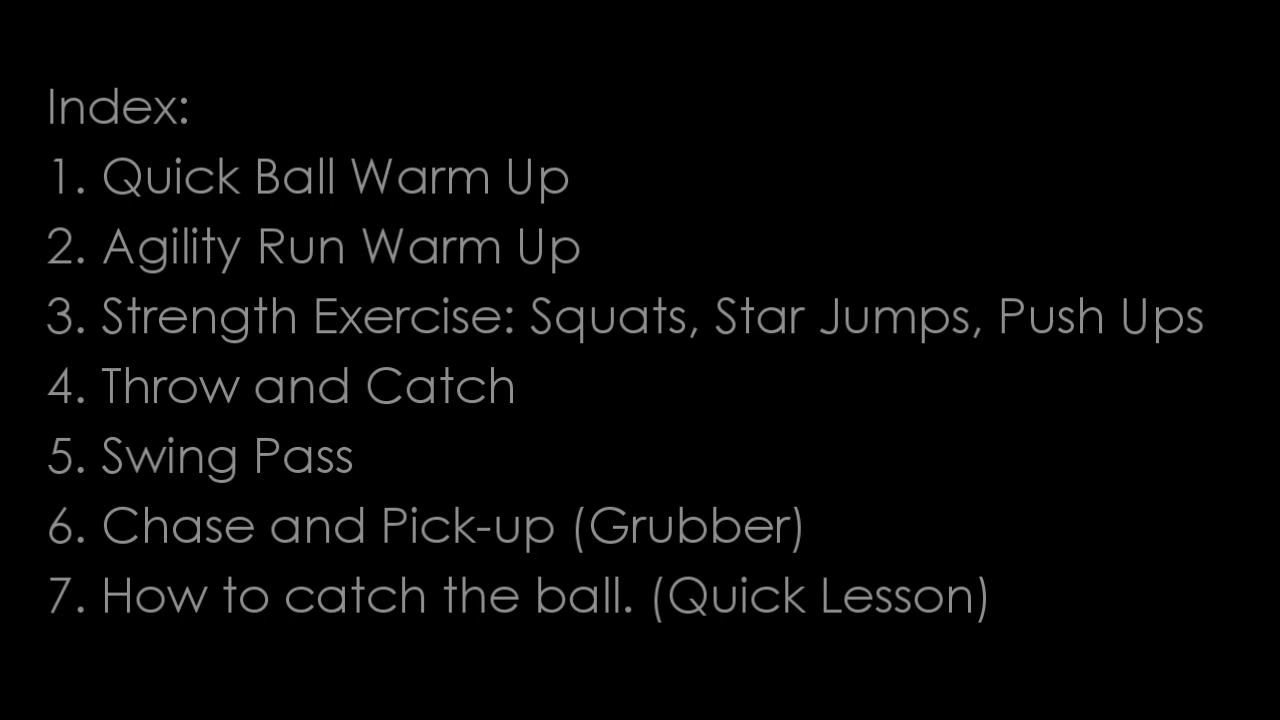 Index:
1. Quick Ball Warm Up
2. Agility Run Warm Up
3. Strength Exercise: Squats, Star Jumps, Push Ups
4. Throw and Catch
5. Swing Pass
6. Chase and Pick-up (Grubber)
7. How to catch the ball. (Quick Lesson)